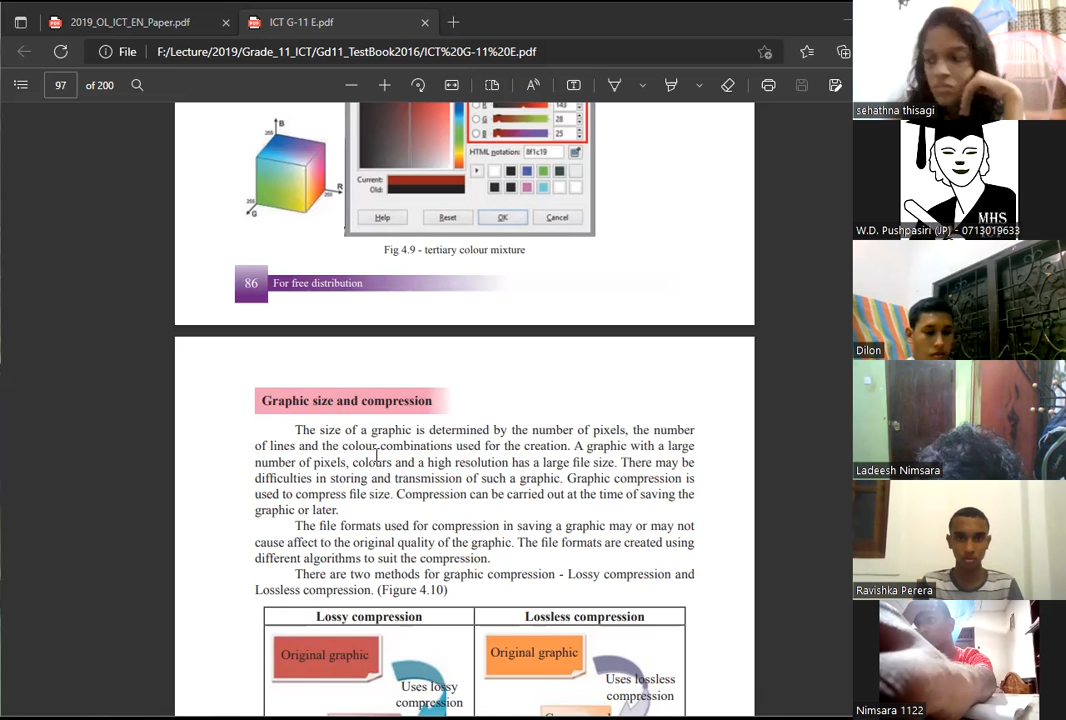 2019_OL_ICT_EN_Paper.pdf
ICT G-11 E.pdf
File
F:/Lecture/2019/Grade_11_ICT/Gd11_TestBook2016/ICT%20G-11%20E.pdf
97 of 200
B
255
R
255
G
255
R
143
G
28
B
25
HTML notation: 8f1c19
Current:
Old:
Help Reset OK Cancel
Fig 4.9 - tertiary colour mixture
86 For free distribution
Graphic size and compression
The size of a graphic is determined by the number of pixels, the number
of lines and the colour combinations used for the creation. A graphic with a large
number of pixels, colours and a high resolution has a large file size. There may be
difficulties in storing and transmission of such a graphic. Graphic compression is
used to compress file size. Compression can be carried out at the time of saving the
graphic or later.
The file formats used for compression in saving a graphic may or may not
cause affect to the original quality of the graphic. The file formats are created using
different algorithms to suit the compression.
There are two methods for graphic compression - Lossy compression and
Lossless compression. (Figure 4.10)
Lossy compression
Lossless compression
Original graphic
Uses lossy
compression
Original graphic
Uses lossless
compression
sehathna thisagi
MHS
W.D. Pushpasiri (JP) - 0713019633
Dilon
Ladeesh Nimsara
Ravishka Perera
Nimsara 1122